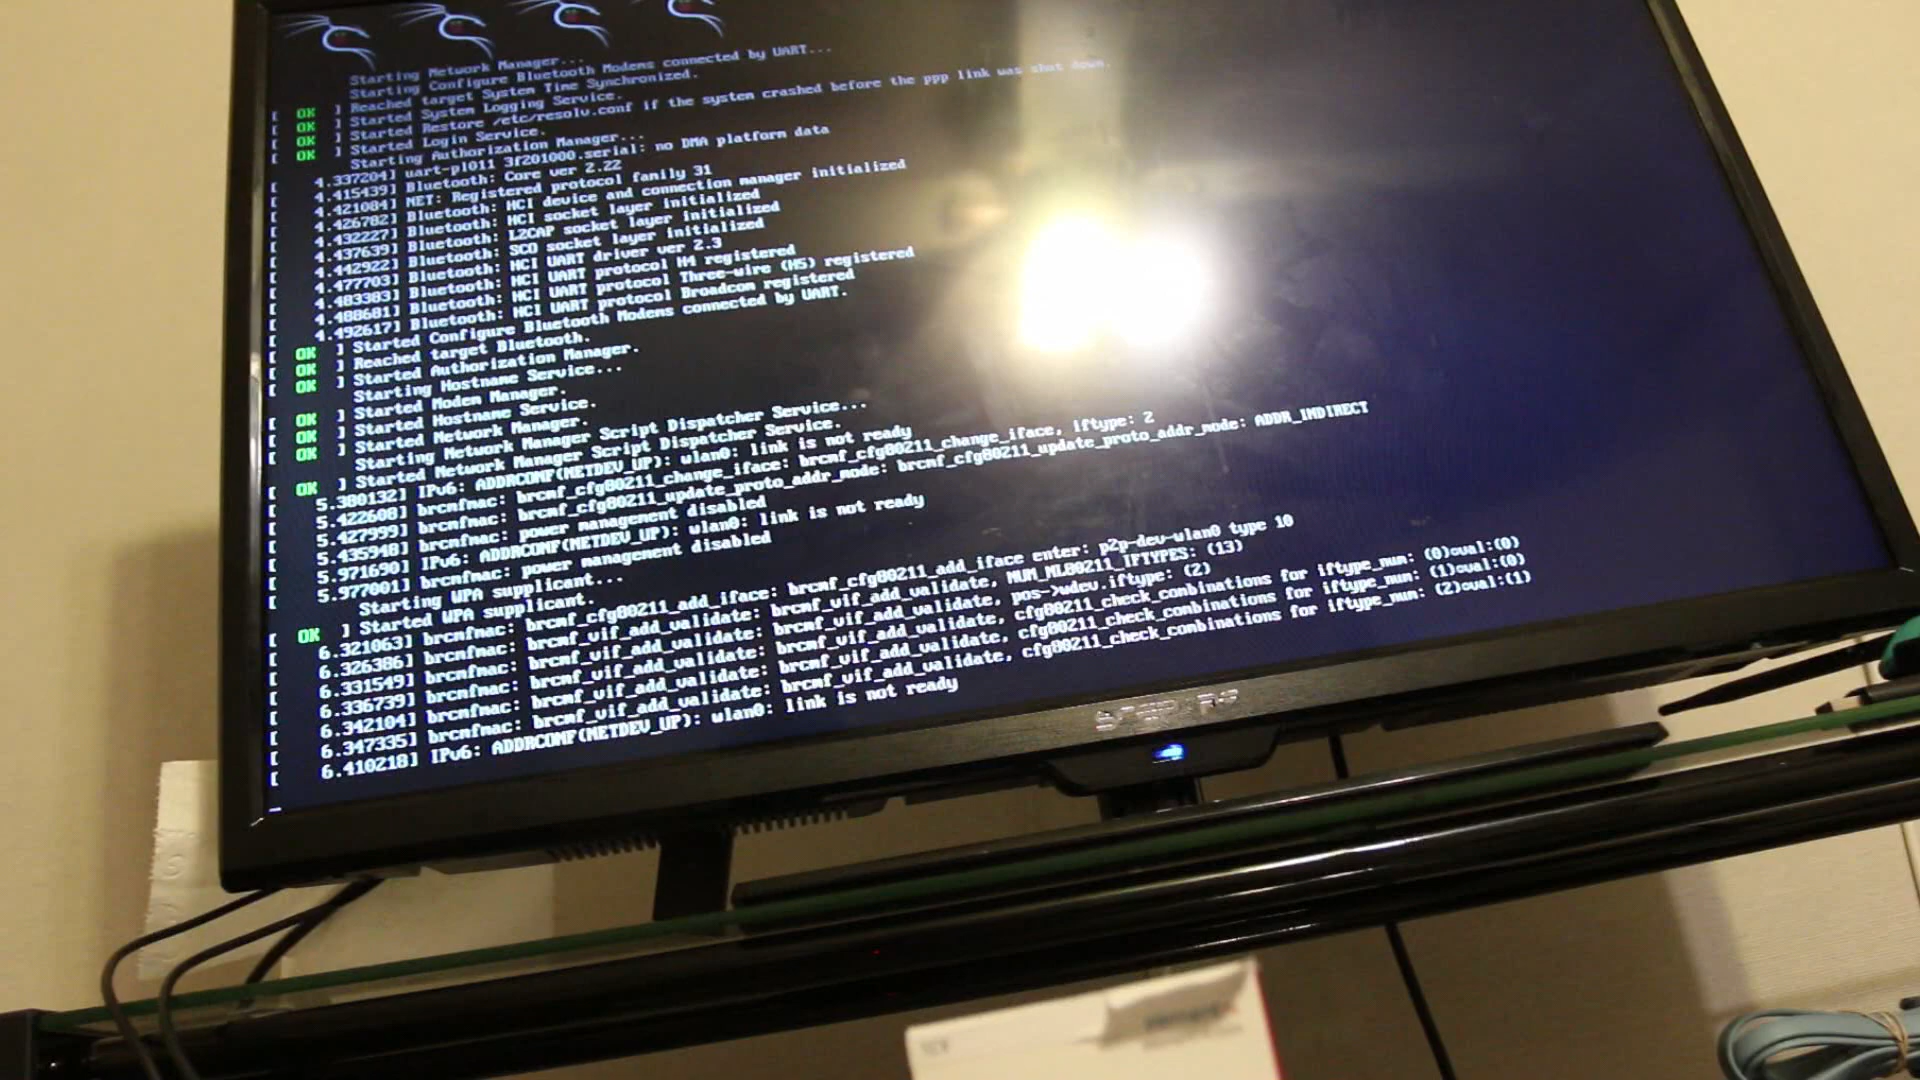 Starting Network Manager...
Starting Configure Bluetooth Modems connected by UART...
[ OK ] Reached target System Time Synchronized.
[ OK ] Started System Logging Service.
[ OK ] Started Restore /etc/resolv.conf if the system crashed before the ppp link was shut down.
[ OK ] Started Login Service.
Starting Authorization Manager...
[ 4.337204] uart-pl011 3f201000.serial: no DMA platform data
[ 4.415439] Bluetooth: Core ver 2.22
[ 4.421084] NET: Registered protocol family 31
[ 4.426782] Bluetooth: HCI device and connection manager initialized
[ 4.432227] Bluetooth: HCI socket layer initialized
[ 4.437639] Bluetooth: L2CAP socket layer initialized
[ 4.442922] Bluetooth: SCO socket layer initialized
[ 4.477703] Bluetooth: HCI UART driver ver 2.3
[ 4.483383] Bluetooth: HCI UART protocol H4 registered
[ 4.488681] Bluetooth: HCI UART protocol Three-wire (H5) registered
[ 4.492617] Bluetooth: HCI UART protocol Broadcom registered
[ OK ] Started Configure Bluetooth Modems connected by UART.
[ OK ] Reached target Bluetooth.
[ OK ] Started Authorization Manager.
Starting Hostname Service...
[ OK ] Started Modem Manager.
[ OK ] Started Hostname Service.
[ OK ] Started Network Manager.
Starting Network Manager Script Dispatcher Service...
[ OK ] Started Network Manager Script Dispatcher Service.
[ 5.380132] IPv6: ADDRCONF(NETDEV_UP): wlan0: link is not ready
[ 5.422608] brcmfmac: brcmf_cfg80211_change_iface: brcmf_cfg80211_change_iface, iftype: 2
[ 5.427999] brcmfmac: brcmf_cfg80211_update_proto_addr_mode: brcmf_cfg80211_update_proto_addr_mode: ADDR_INDIRECT
[ 5.435948] brcmfmac: power management disabled
[ 5.971690] IPv6: ADDRCONF(NETDEV_UP): wlan0: link is not ready
[ 5.977001] brcmfmac: power management disabled
Starting WPA supplicant...
[ OK ] Started WPA supplicant.
[ 6.321063] brcmfmac: brcmf_cfg80211_add_iface: brcmf_cfg80211_add_iface enter: p2p-dev-wlan0 type 10
[ 6.326386] brcmfmac: brcmf_vif_add_validate: brcmf_vif_add_validate, NUM_NL80211_IFTYPES: (13)
[ 6.331549] brcmfmac: brcmf_vif_add_validate: brcmf_vif_add_validate, pos->wdev.iftype: (2)
[ 6.336739] brcmfmac: brcmf_vif_add_validate: brcmf_vif_add_validate, cfg80211_check_combinations for iftype_num: (0)oval:(0)
[ 6.342104] brcmfmac: brcmf_vif_add_validate: brcmf_vif_add_validate, cfg80211_check_combinations for iftype_num: (1)oval:(0)
[ 6.347335] brcmfmac: brcmf_vif_add_validate: brcmf_vif_add_validate, cfg80211_check_combinations for iftype_num: (2)oval:(1)
[ 6.410218] IPv6: ADDRCONF(NETDEV_UP): wlan0: link is not ready